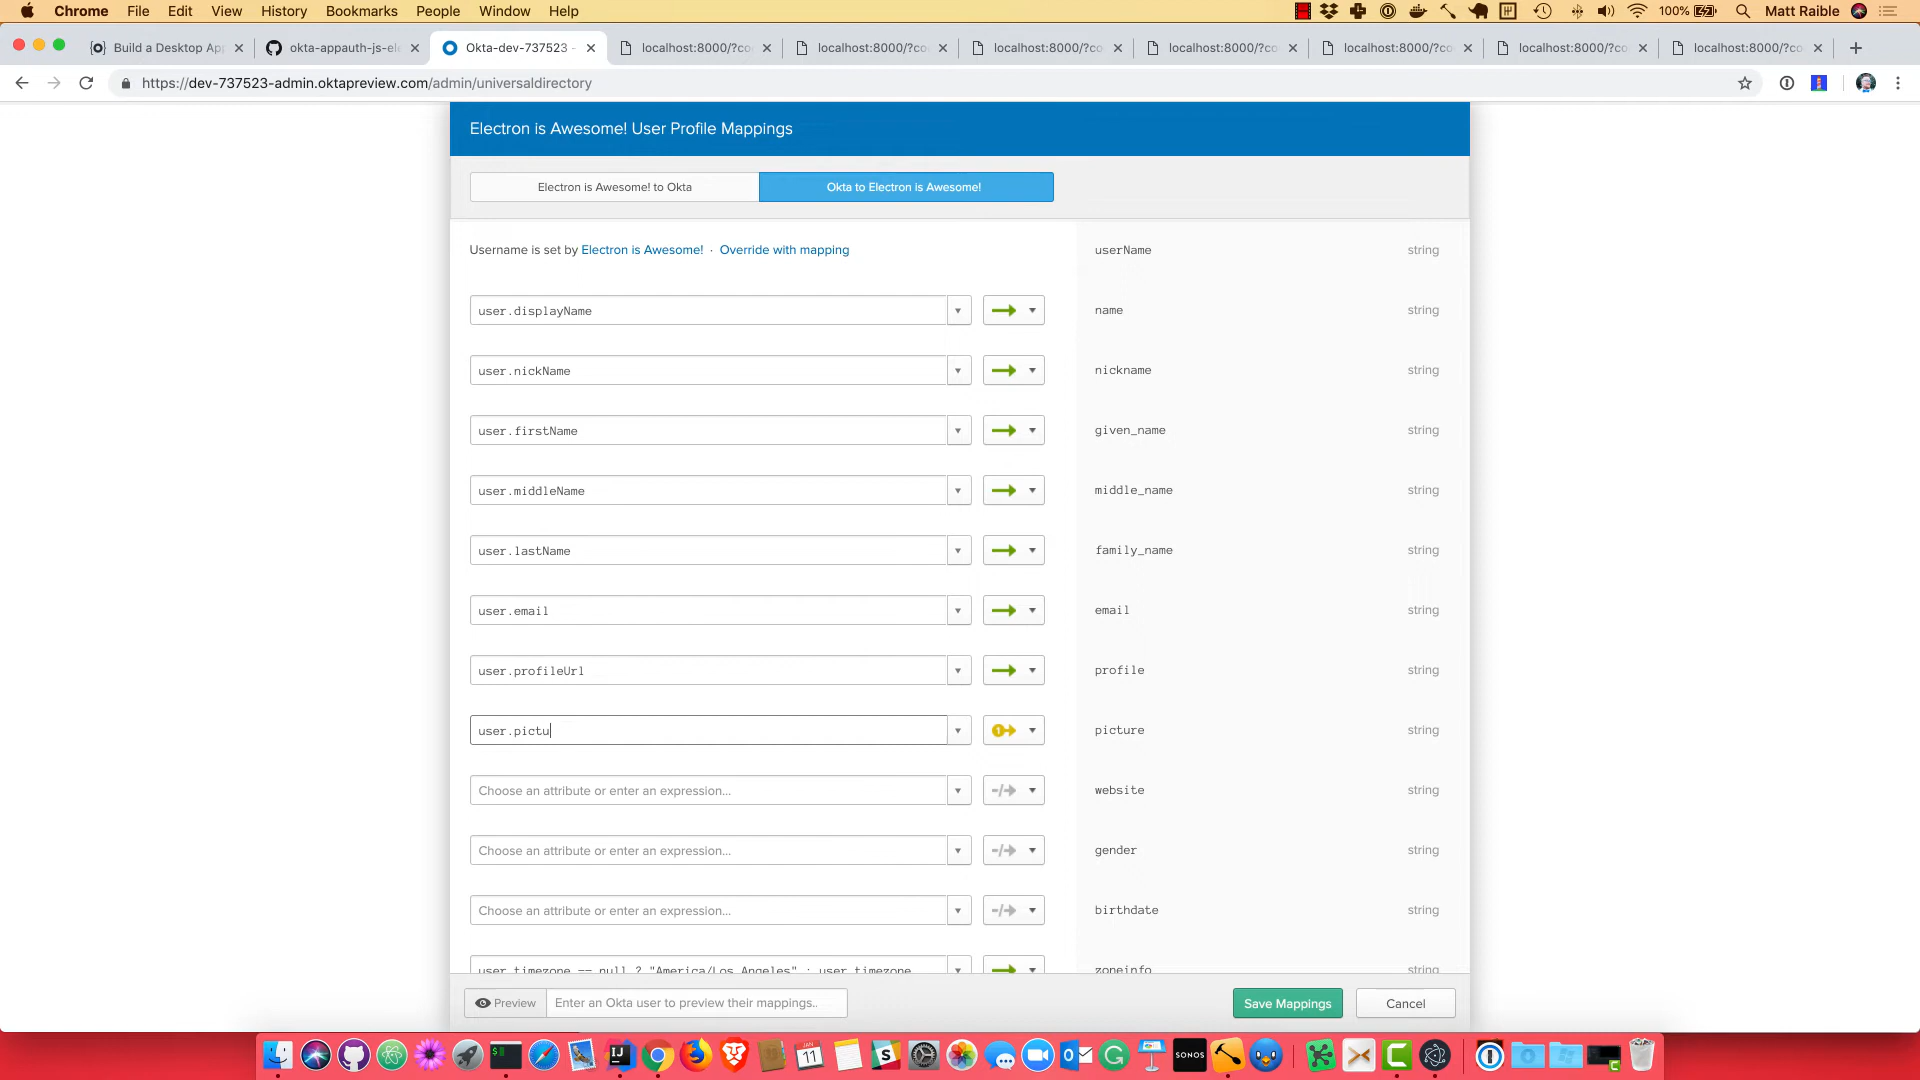 Chrome File Edit View History Bookmarks People Window Help 100% Matt Raible
Build a Desktop Ap okta-appauth-js-ele Okta-dev-737523 - localhost:8000/?co localhost:8000/?co localhost:8000/?co localhost:8000/?co localhost:8000/?co localhost:8000/?co localhost:8000/?co
https://dev-737523-admin.oktapreview.com/admin/universaldirectory
Electron is Awesome! User Profile Mappings
Electron is Awesome! to Okta Okta to Electron is Awesome!
Username is set by Electron is Awesome! · Override with mapping userName string
user.displayName name string
user.nickName nickname string
user.firstName given_name string
user.middleName middle_name string
user.lastName family_name string
user.email email string
user.profileUrl profile string
user.pictu picture string
Choose an attribute or enter an expression... website string
Choose an attribute or enter an expression... gender string
Choose an attribute or enter an expression... birthdate string
user.timezone == null ? "America/Los_Angeles" : user.timezone zoneinfo string
Preview Enter an Okta user to preview their mappings.. Save Mappings Cancel
JAN
11
SONOS